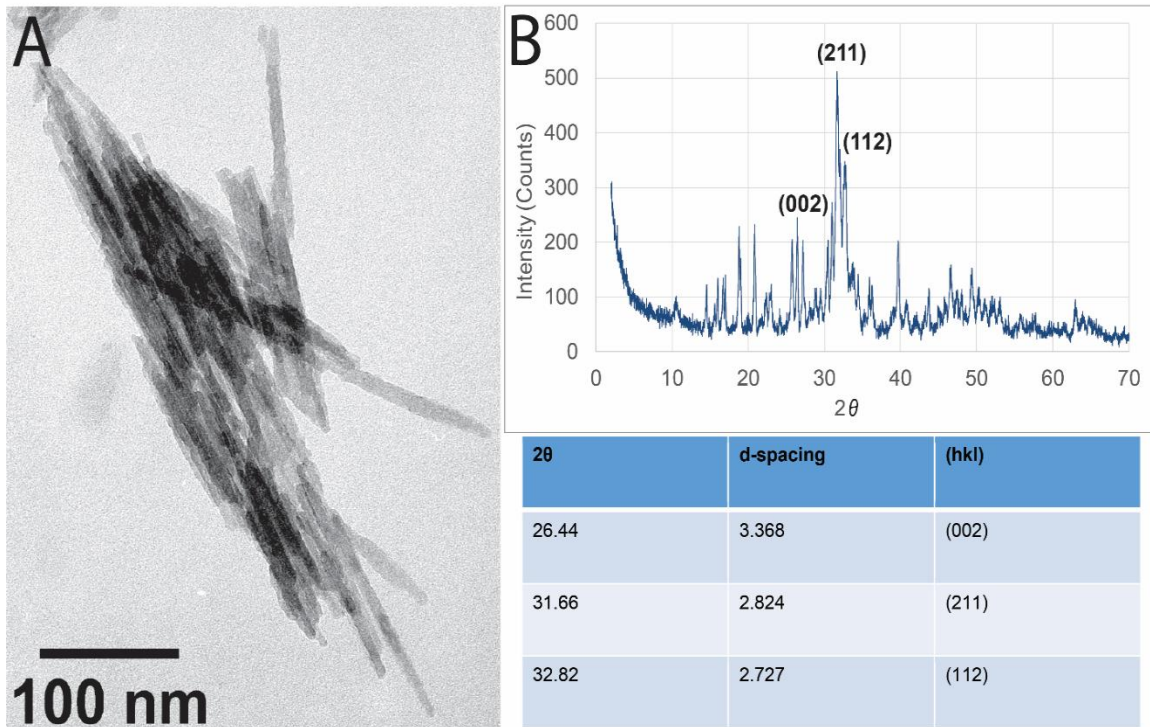 A
100 nm
B
Intensity (Counts)
600
500
400
300
200
100
0
(211)
(112)
(002)
0 10 20 30 40 50 60 70
2θ
2θ d-spacing (hkl)
26.44 3.368 (002)
31.66 2.824 (211)
32.82 2.727 (112)